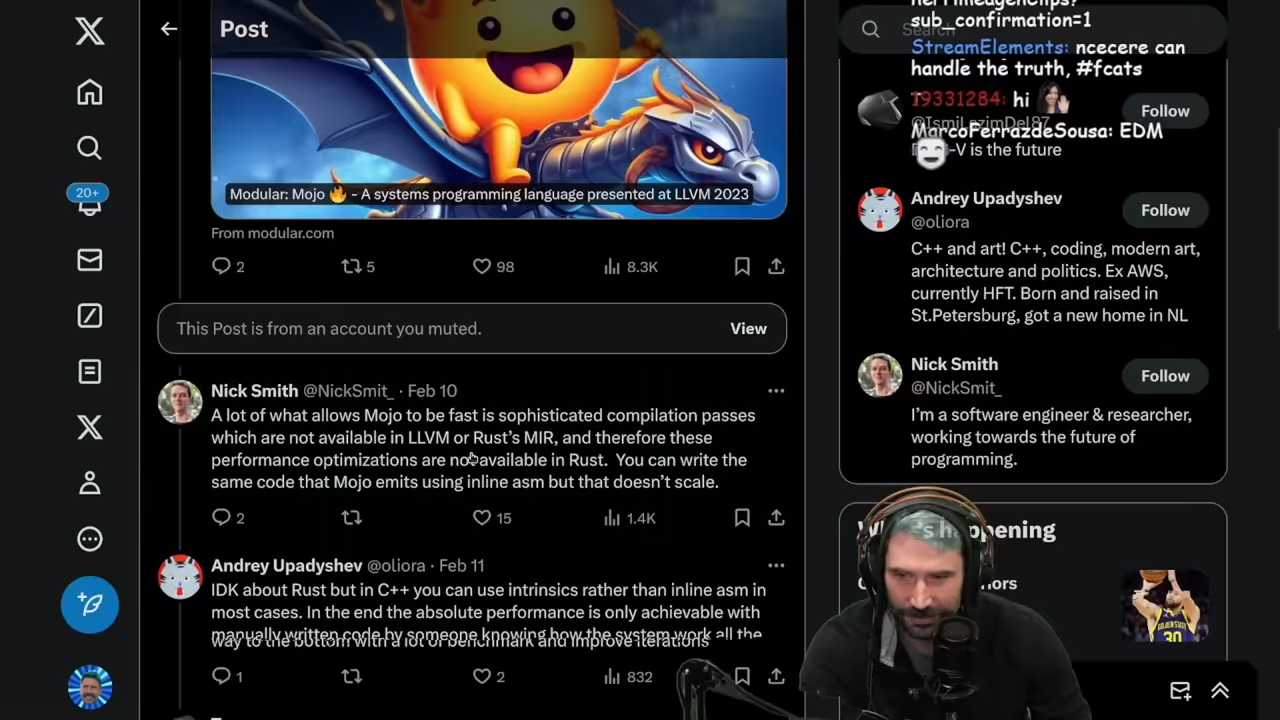 Post
Modular: Mojo 🔥 - A systems programming language presented at LLVM 2023
From modular.com
2
5
98
8.3K
This Post is from an account you muted.
View
Nick Smith @NickSmit_ · Feb 10
A lot of what allows Mojo to be fast is sophisticated compilation passes
which are not available in LLVM or Rust's MIR, and therefore these
performance optimizations are not available in Rust. You can write the
same code that Mojo emits using inline asm but that doesn't scale.
2
15
1.4K
Andrey Upadyshev @oliora · Feb 11
IDK about Rust but in C++ you can use intrinsics rather than inline asm in
most cases. In the end the absolute performance is only achievable with
manually written code by someone knowing how the system work all the
way to the bottom with a lot of benchmark and improve iterations
1
2
832
20+
Search
sub_confirmation=1
StreamElements: ncecere can
handle the truth, #fcats
r9331284: hi
Follow
MarcoFerrazdeSousa: EDM
-V is the future
Andrey Upadyshev
@oliora
Follow
C++ and art! C++, coding, modern art,
architecture and politics. Ex AWS,
currently HFT. Born and raised in
St.Petersburg, got a new home in NL
Nick Smith
@NickSmit_
Follow
I'm a software engineer & researcher,
working towards the future of
programming.
happening
GOLDEN STATE
30